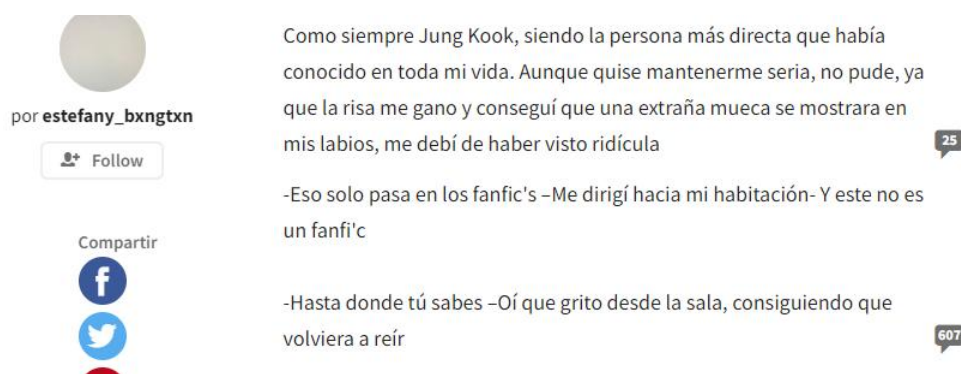 por estefany_bxngtxn
Follow
Compartir
Como siempre Jung Kook, siendo la persona más directa que había
conocido en toda mi vida. Aunque quise mantenerme seria, no pude, ya
que la risa me gano y conseguí que una extraña mueca se mostrara en
mis labios, me debí de haber visto ridícula
25
-Eso solo pasa en los fanfic's –Me dirigí hacia mi habitación- Y este no es
un fanfi'c
-Hasta donde tú sabes –Oí que grito desde la sala, consiguiendo que
volviera a reír
607